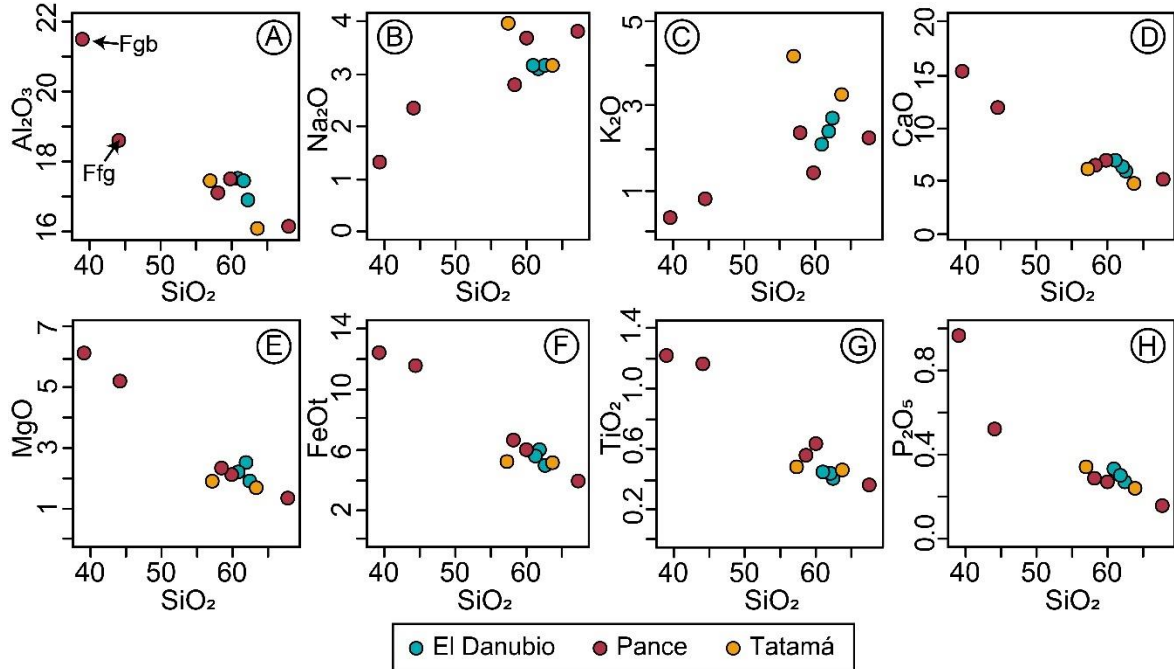 A
Al₂O₃
22
20
18
16
Fgb
Ffg
40 50 60
SiO₂
B
Na₂O
4
3
2
1
0
40 50 60
SiO₂
C
K₂O
5
3
1
40 50 60
SiO₂
D
CaO
20
15
10
5
0
40 50 60
SiO₂
E
MgO
7
5
3
1
40 50 60
SiO₂
F
FeOt
14
10
6
2
40 50 60
SiO₂
G
TiO₂
1.4
1.0
0.6
0.2
40 50 60
SiO₂
H
P₂O₅
0.8
0.4
0.0
40 50 60
SiO₂
El Danubio Pance Tatamá